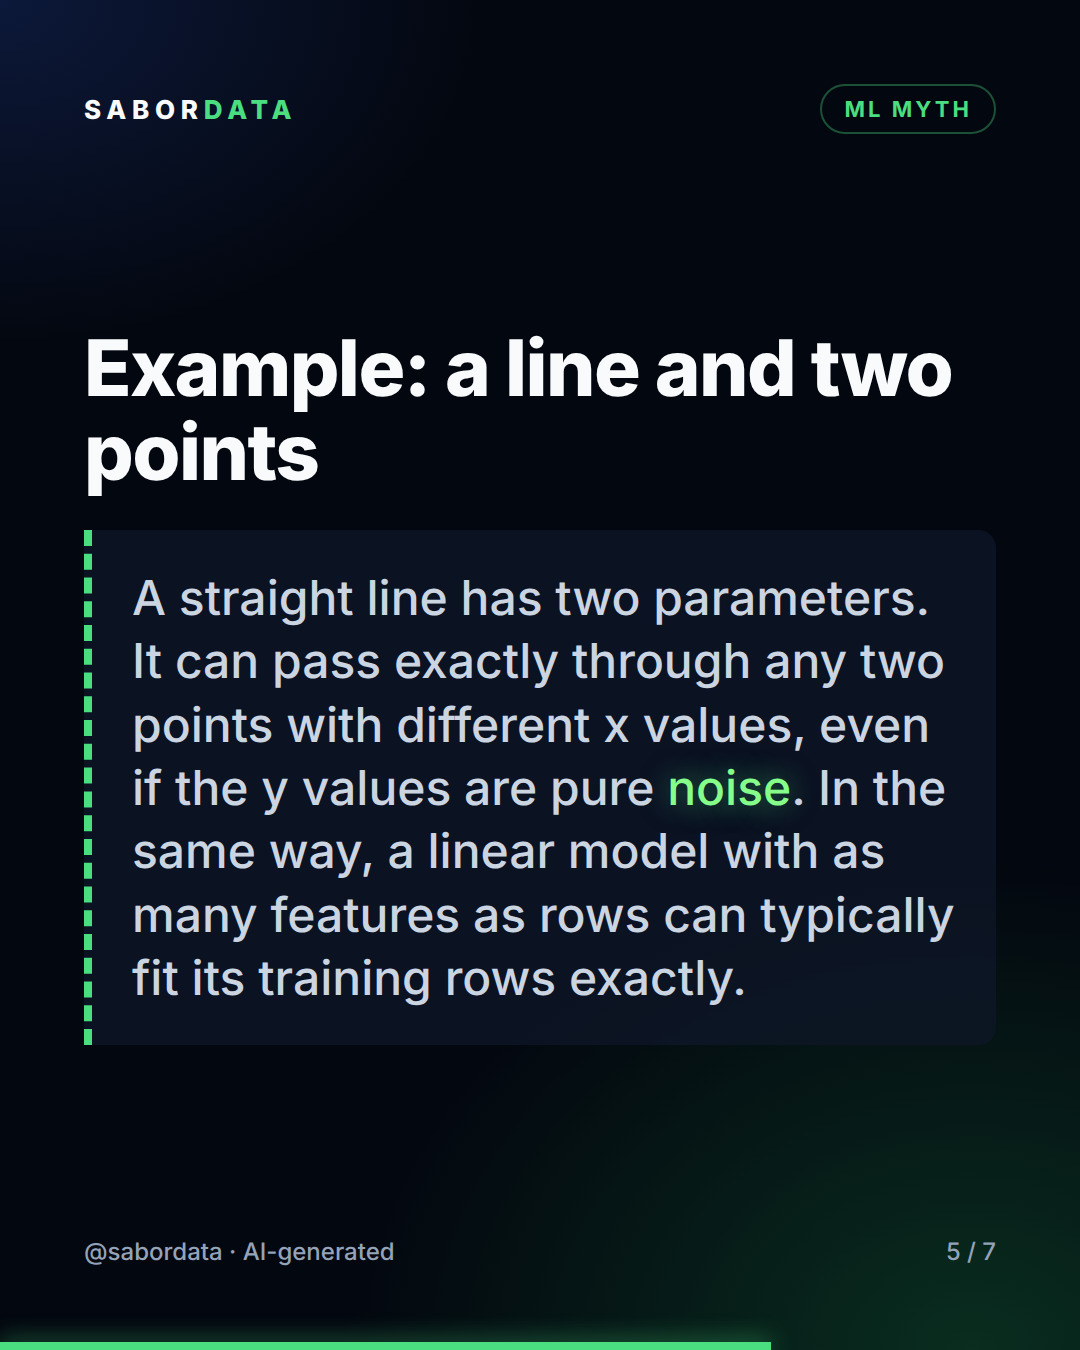 SABORDATA
ML MYTH
Example: a line and two
points
A straight line has two parameters.
It can pass exactly through any two
points with different x values, even
if the y values are pure noise. In the
same way, a linear model with as
many features as rows can typically
fit its training rows exactly.
@sabordata · AI-generated
5 / 7